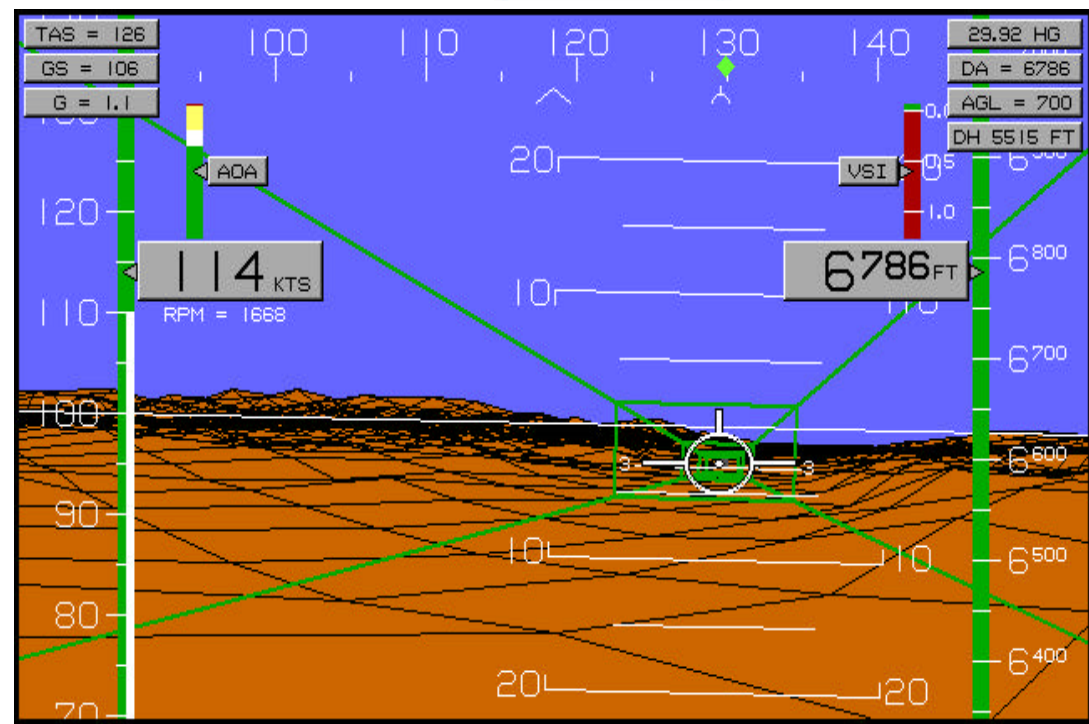 TAS = 126
GS = 106
G = 1.1
100 110 120 130 140
29.92 HG
DA = 6786
AGL = 700
DH 5515 FT
AOA
VSI
0.5
1.0
20
120
114 KTS
6786 FT
6800
10
110
RPM = 1668
6700
100
6600
3 3
90
10 10
6500
80
6400
20 20
70